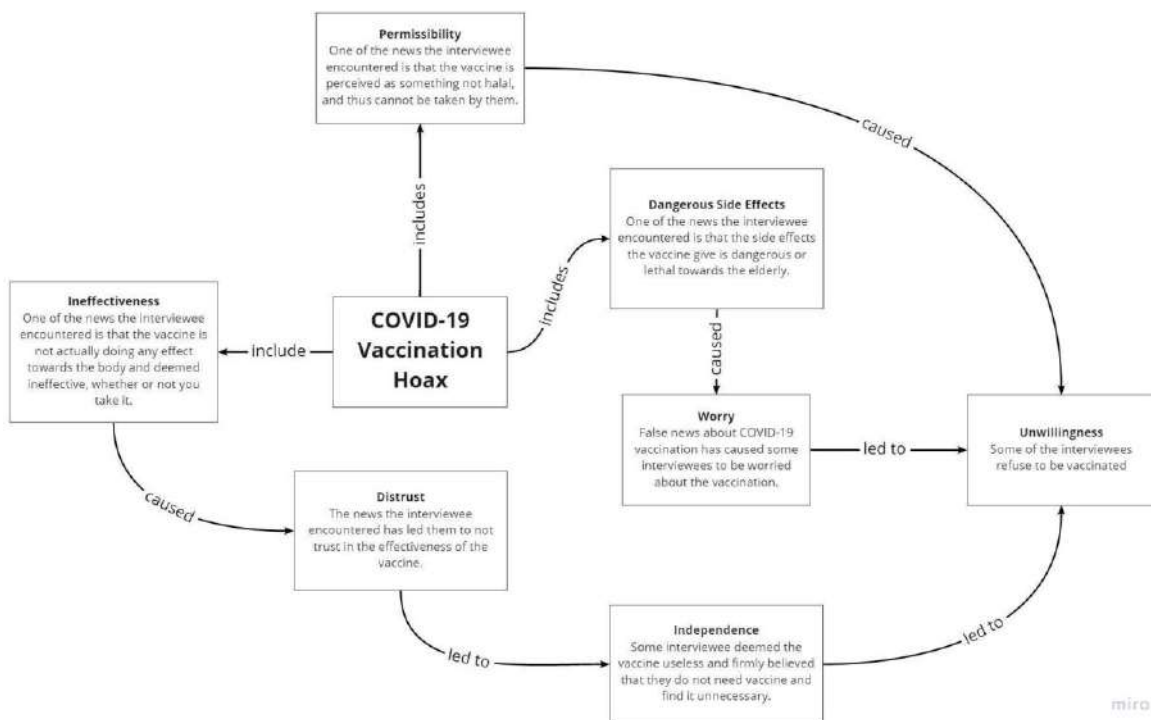 Permissibility
One of the news the interviewee
encountered is that the vaccine is
perceived as something not halal,
and thus cannot be taken by them.
caused
includes
Dangerous Side Effects
One of the news the interviewee
encountered is that the side effects
the vaccine give is dangerous or
lethal towards the elderly.
includes
Ineffectiveness
One of the news the interviewee
encountered is that the vaccine is
not actually doing any effect
towards the body and deemed
ineffective, whether or not you
take it.
include
COVID-19
Vaccination
Hoax
caused
Worry
False news about COVID-19
vaccination has caused some
interviewees to be worried
about the vaccination.
led to
Unwillingness
Some of the interviewees
refuse to be vaccinated
caused
Distrust
The news the interviewee
encountered has led them to not
trust in the effectiveness of the
vaccine.
led to
Independence
Some interviewee deemed the
vaccine useless and firmly believed
that they do not need vaccine and
find it unnecessary.
led to
miro